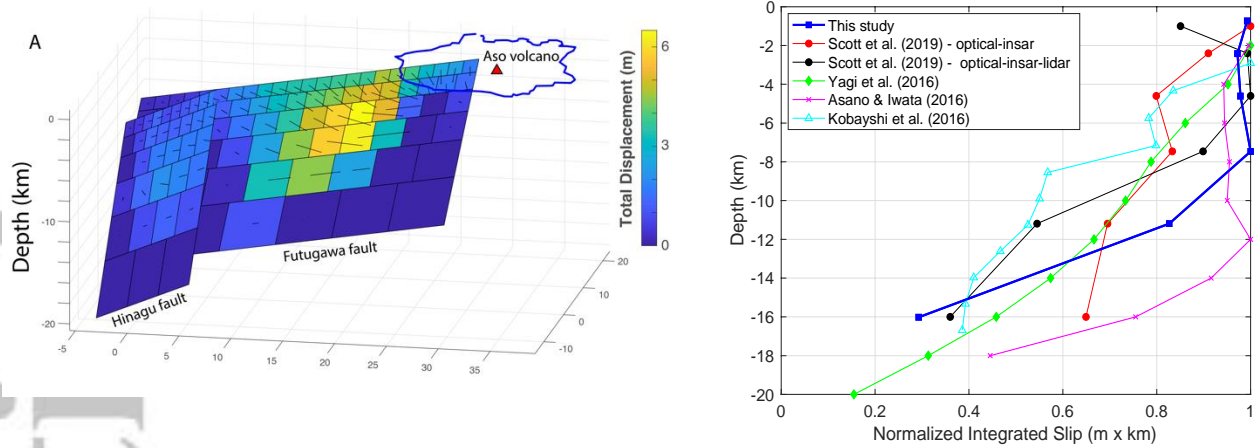 A
Aso volcano
6
3
0
Total Displacement (m)
0
-10
-20
Depth (km)
Futugawa fault
Hinagu fault
-5
0
5
10
15
20
25
30
35
20
10
0
-10
0
-2
-4
-6
-8
-10
-12
-14
-16
-18
-20
Depth (km)
This study
Scott et al. (2019) - optical-insar
Scott et al. (2019) - optical-insar-lidar
Yagi et al. (2016)
Asano & Iwata (2016)
Kobayshi et al. (2016)
0
0.2
0.4
0.6
0.8
1
Normalized Integrated Slip (m x km)